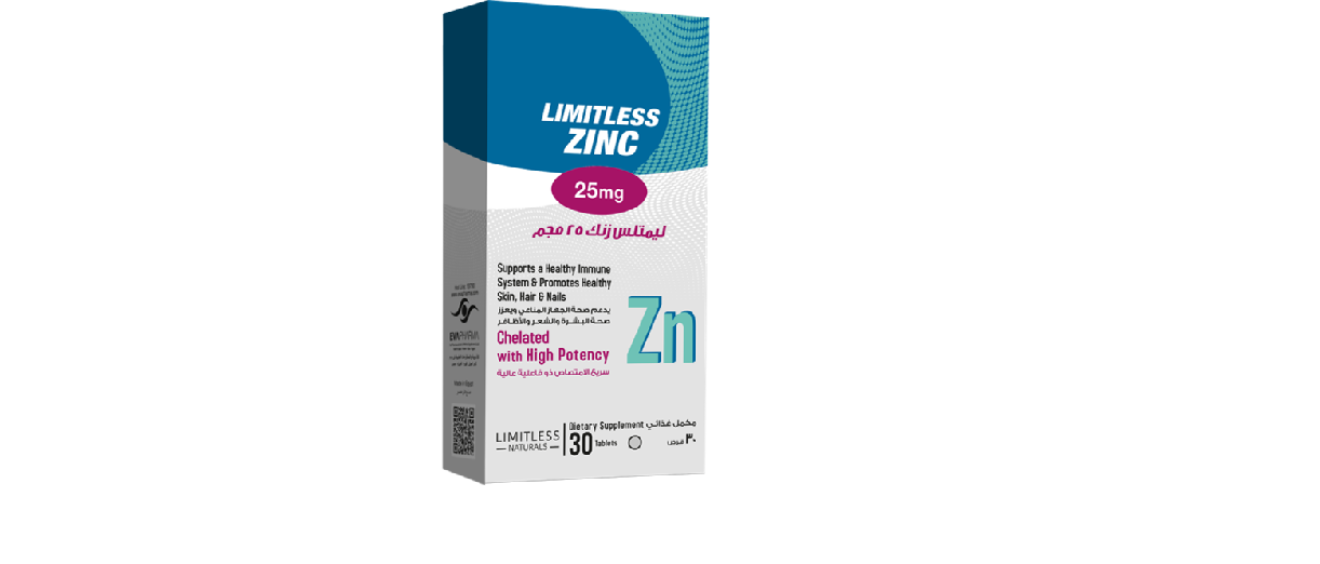 LIMITLESS
ZINC
25mg
ليمتلس زنك ٢٥ مجم
Supports a Healthy Immune
System & Promotes Healthy
Skin, Hair & Nails
يدعم صحة الجهاز المناعي ويعزز
صحة البشرة والشعر والأظافر
Chelated
with High Potency
سريع الامتصاص ذو فاعلية عالية
Zn
LIMITLESS
NATURALS
Dietary Supplement مكمل غذائي
30 Tablets
٣٠ قرص
EVAPHARMA